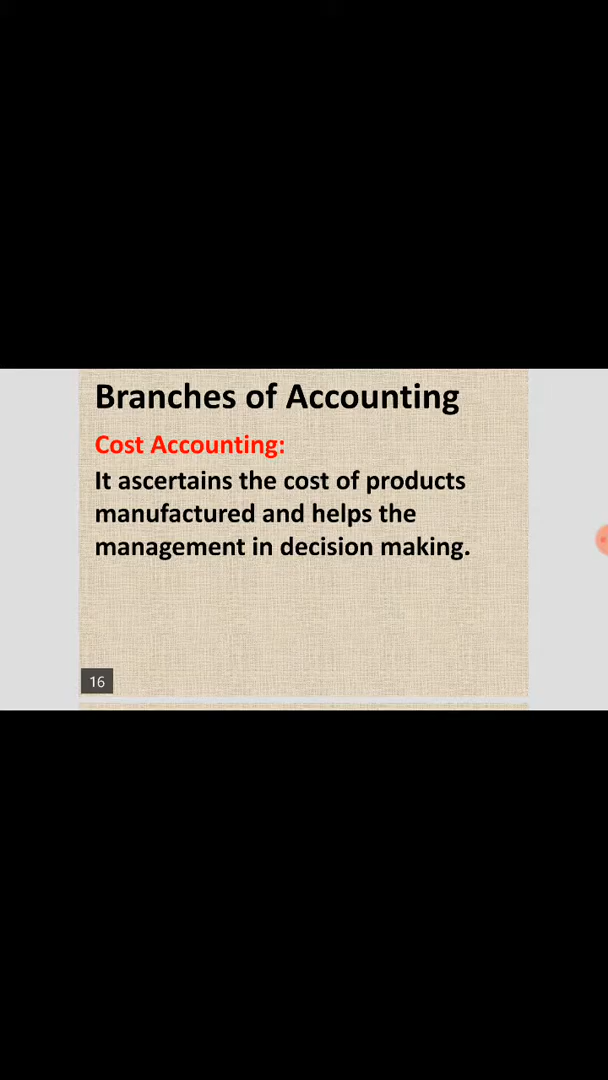 Branches of Accounting
Cost Accounting:
It ascertains the cost of products
manufactured and helps the
management in decision making.
16